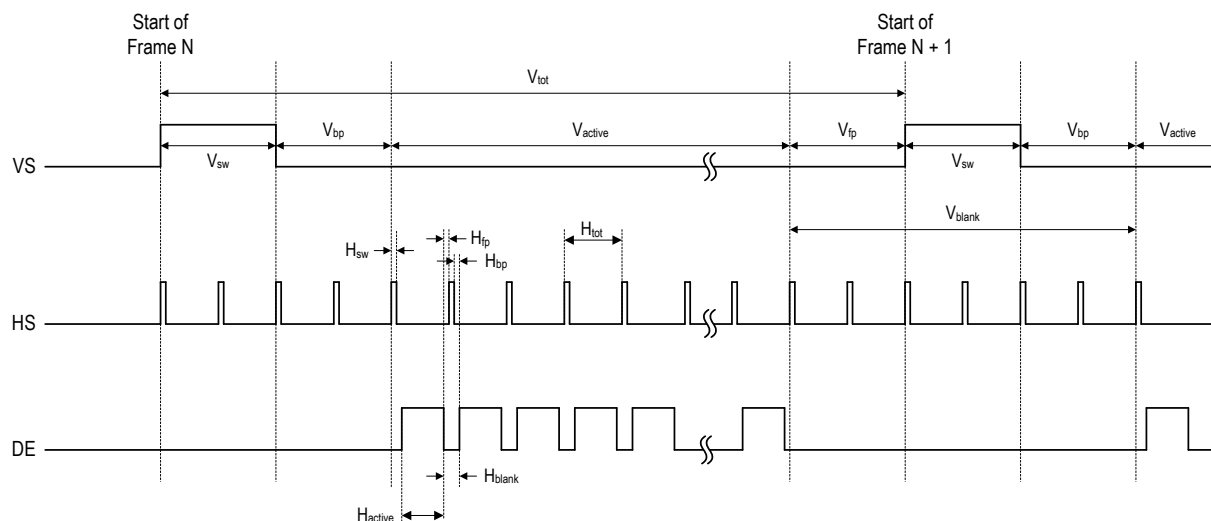 Start of
Frame N
Start of
Frame N + 1
Vtot
Vbp
Vactive
Vfp
Vbp
Vactive
VS
Vsw
Vsw
Vblank
Hsw
Hfp
Htot
Hbp
HS
DE
Hblank
Hactive